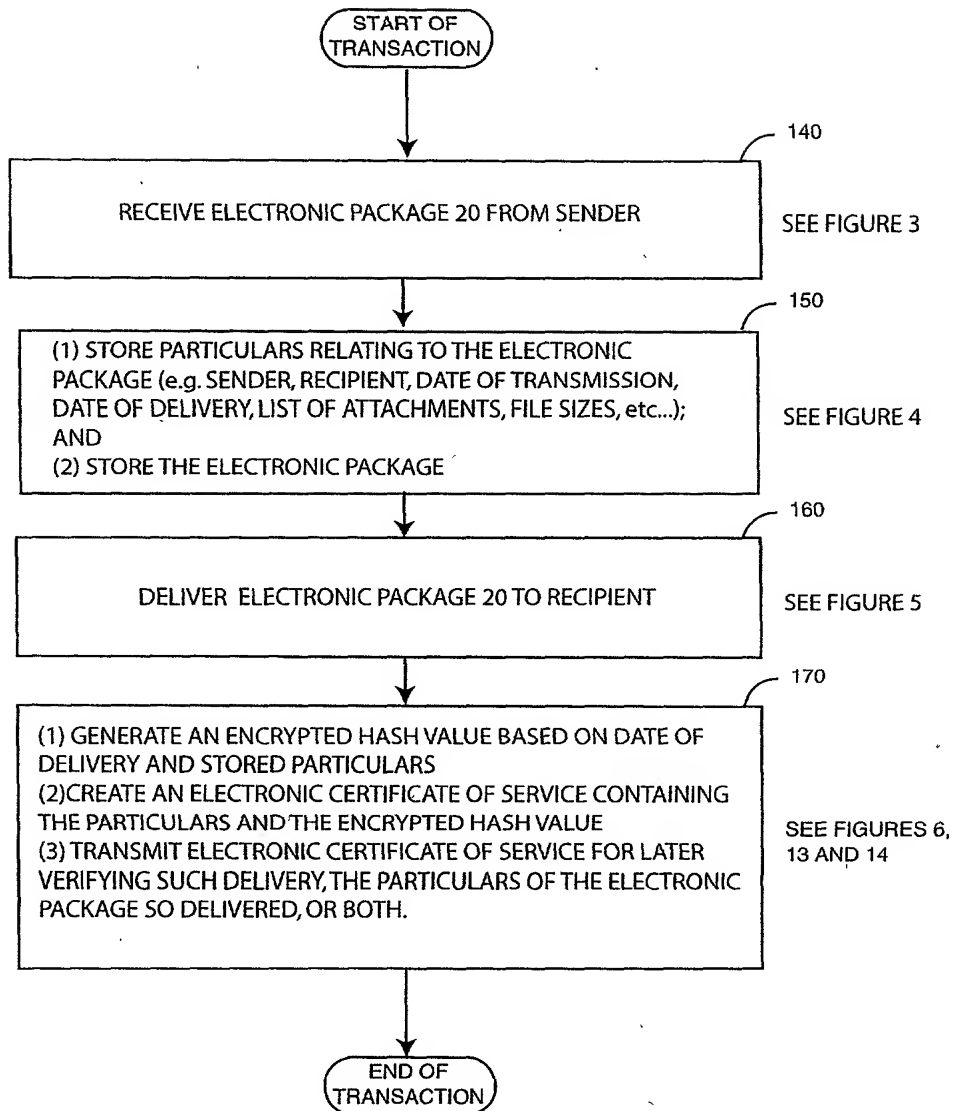 START OF
TRANSACTION
140
RECEIVE ELECTRONIC PACKAGE 20 FROM SENDER
SEE FIGURE 3
150
(1) STORE PARTICULARS RELATING TO THE ELECTRONIC
PACKAGE (e.g. SENDER, RECIPIENT, DATE OF TRANSMISSION,
DATE OF DELIVERY, LIST OF ATTACHMENTS, FILE SIZES, etc...);
AND
(2) STORE THE ELECTRONIC PACKAGE
SEE FIGURE 4
160
DELIVER ELECTRONIC PACKAGE 20 TO RECIPIENT
SEE FIGURE 5
170
(1) GENERATE AN ENCRYPTED HASH VALUE BASED ON DATE OF
DELIVERY AND STORED PARTICULARS
(2)CREATE AN ELECTRONIC CERTIFICATE OF SERVICE CONTAINING
THE PARTICULARS AND THE ENCRYPTED HASH VALUE
(3) TRANSMIT ELECTRONIC CERTIFICATE OF SERVICE FOR LATER
VERIFYING SUCH DELIVERY, THE PARTICULARS OF THE ELECTRONIC
PACKAGE SO DELIVERED, OR BOTH.
SEE FIGURES 6,
13 AND 14
END OF
TRANSACTION